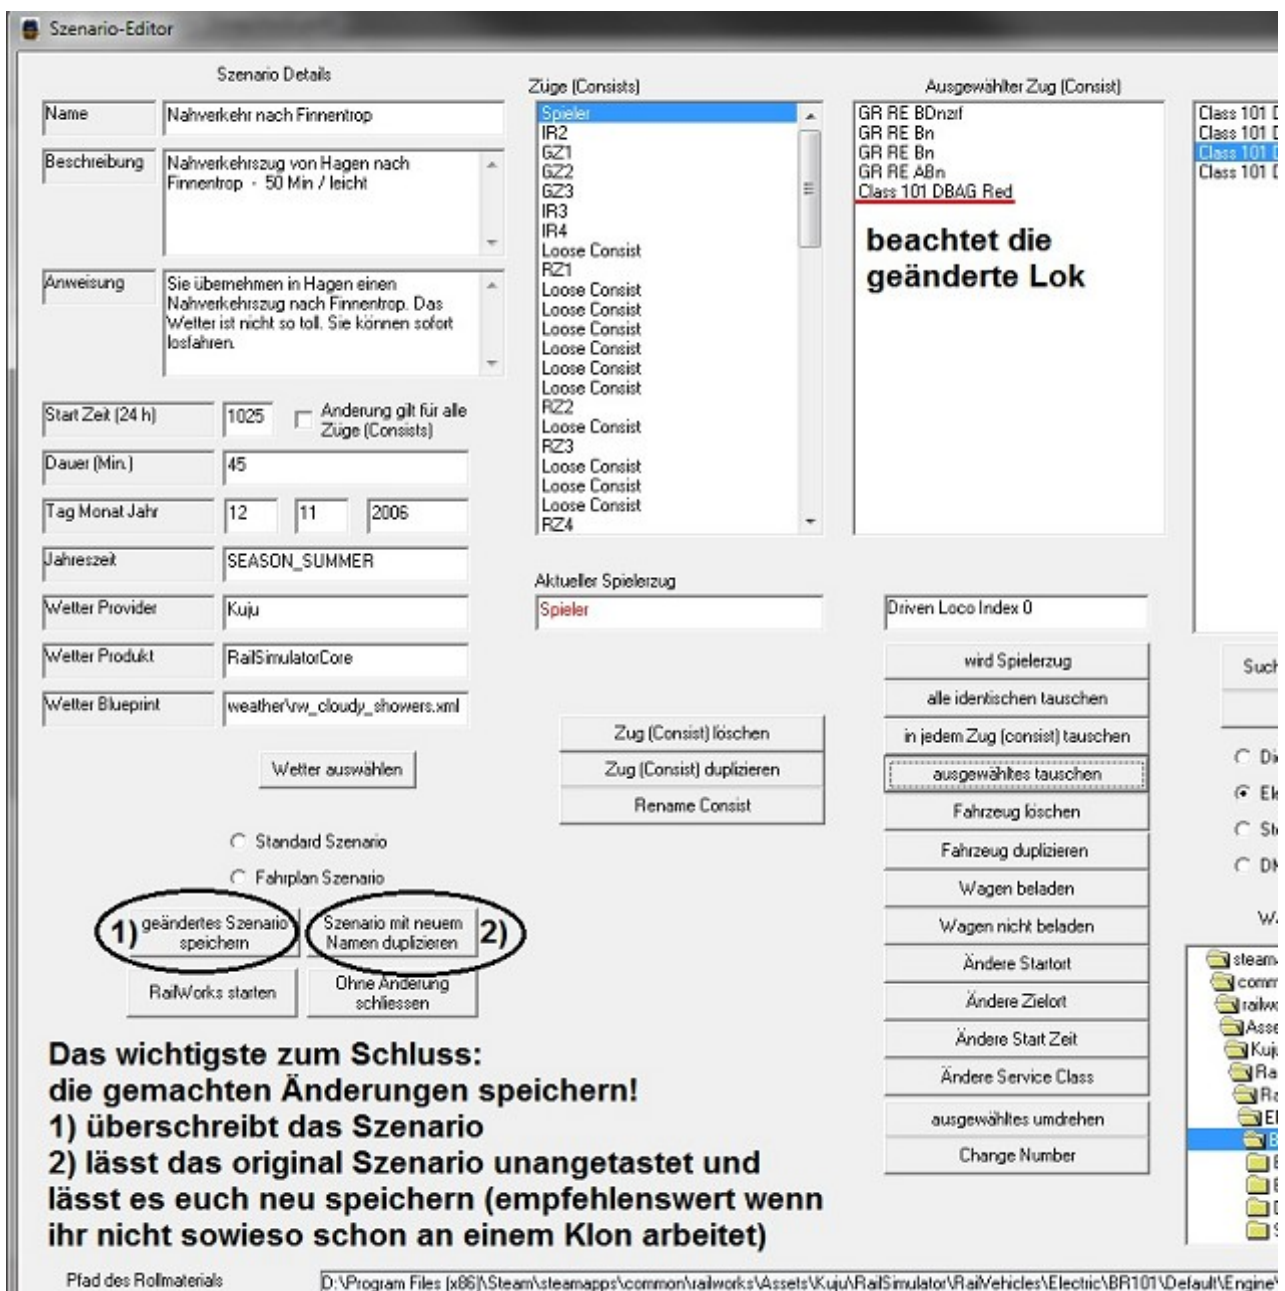 Szenario-Editor
Szenario Details
Name
Nahverkehr nach Finnentrop
Beschreibung
Nahverkehrszug von Hagen nach
Finnentrop - 50 Min / leicht
Anweisung
Sie übernehmen in Hagen einen
Nahverkehrszug nach Finnentrop. Das
Wetter ist nicht so toll. Sie können sofort
losfahren.
Start Zeit (24 h)
1025
Änderung gilt für alle
Züge (Consists)
Dauer (Min.)
45
Tag Monat Jahr
12
11
2006
Jahreszeit
SEASON_SUMMER
Wetter Provider
Kuju
Wetter Produkt
RailSimulatorCore
Wetter Blueprint
weather\rw_cloudy_showers.xml
Wetter auswählen
Standard Szenario
Fahrplan Szenario
1)
geändertes Szenario
speichern
Szenario mit neuem
Namen duplizieren
2)
RailWorks starten
Ohne Änderung
schliessen
Züge (Consists)
Spieler
IR2
GZ1
GZ2
GZ3
IR3
IR4
Loose Consist
RZ1
Loose Consist
Loose Consist
Loose Consist
Loose Consist
Loose Consist
Loose Consist
RZ2
Loose Consist
RZ3
Loose Consist
Loose Consist
Loose Consist
RZ4
Aktueller Spielerzug
Spieler
Zug (Consist) löschen
Zug (Consist) duplizieren
Rename Consist
Ausgewählter Zug (Consist)
GR RE BDnzrf
GR RE Bn
GR RE Bn
GR RE ABn
Class 101 DBAG Red
beachtet die
geänderte Lok
Driven Loco Index 0
wird Spielerzug
alle identischen tauschen
in jedem Zug (consist) tauschen
ausgewähltes tauschen
Fahrzeug löschen
Fahrzeug duplizieren
Wagen beladen
Wagen nicht beladen
Ändere Startort
Ändere Zielort
Ändere Start Zeit
Ändere Service Class
ausgewähltes umdrehen
Change Number
Class 101
Class 101
Class 101
Class 101
Das wichtigste zum Schluss:
die gemachten Änderungen speichern!
1) überschreibt das Szenario
2) lässt das original Szenario unangetastet und
lässt es euch neu speichern (empfehlenswert wenn
ihr nicht sowieso schon an einem Klon arbeitet)
Pfad des Rollmaterials
D:\Program Files (x86)\Steam\steamapps\common\railworks\Assets\Kuju\RailSimulator\RailVehicles\Electric\BR101\Default\Engine\